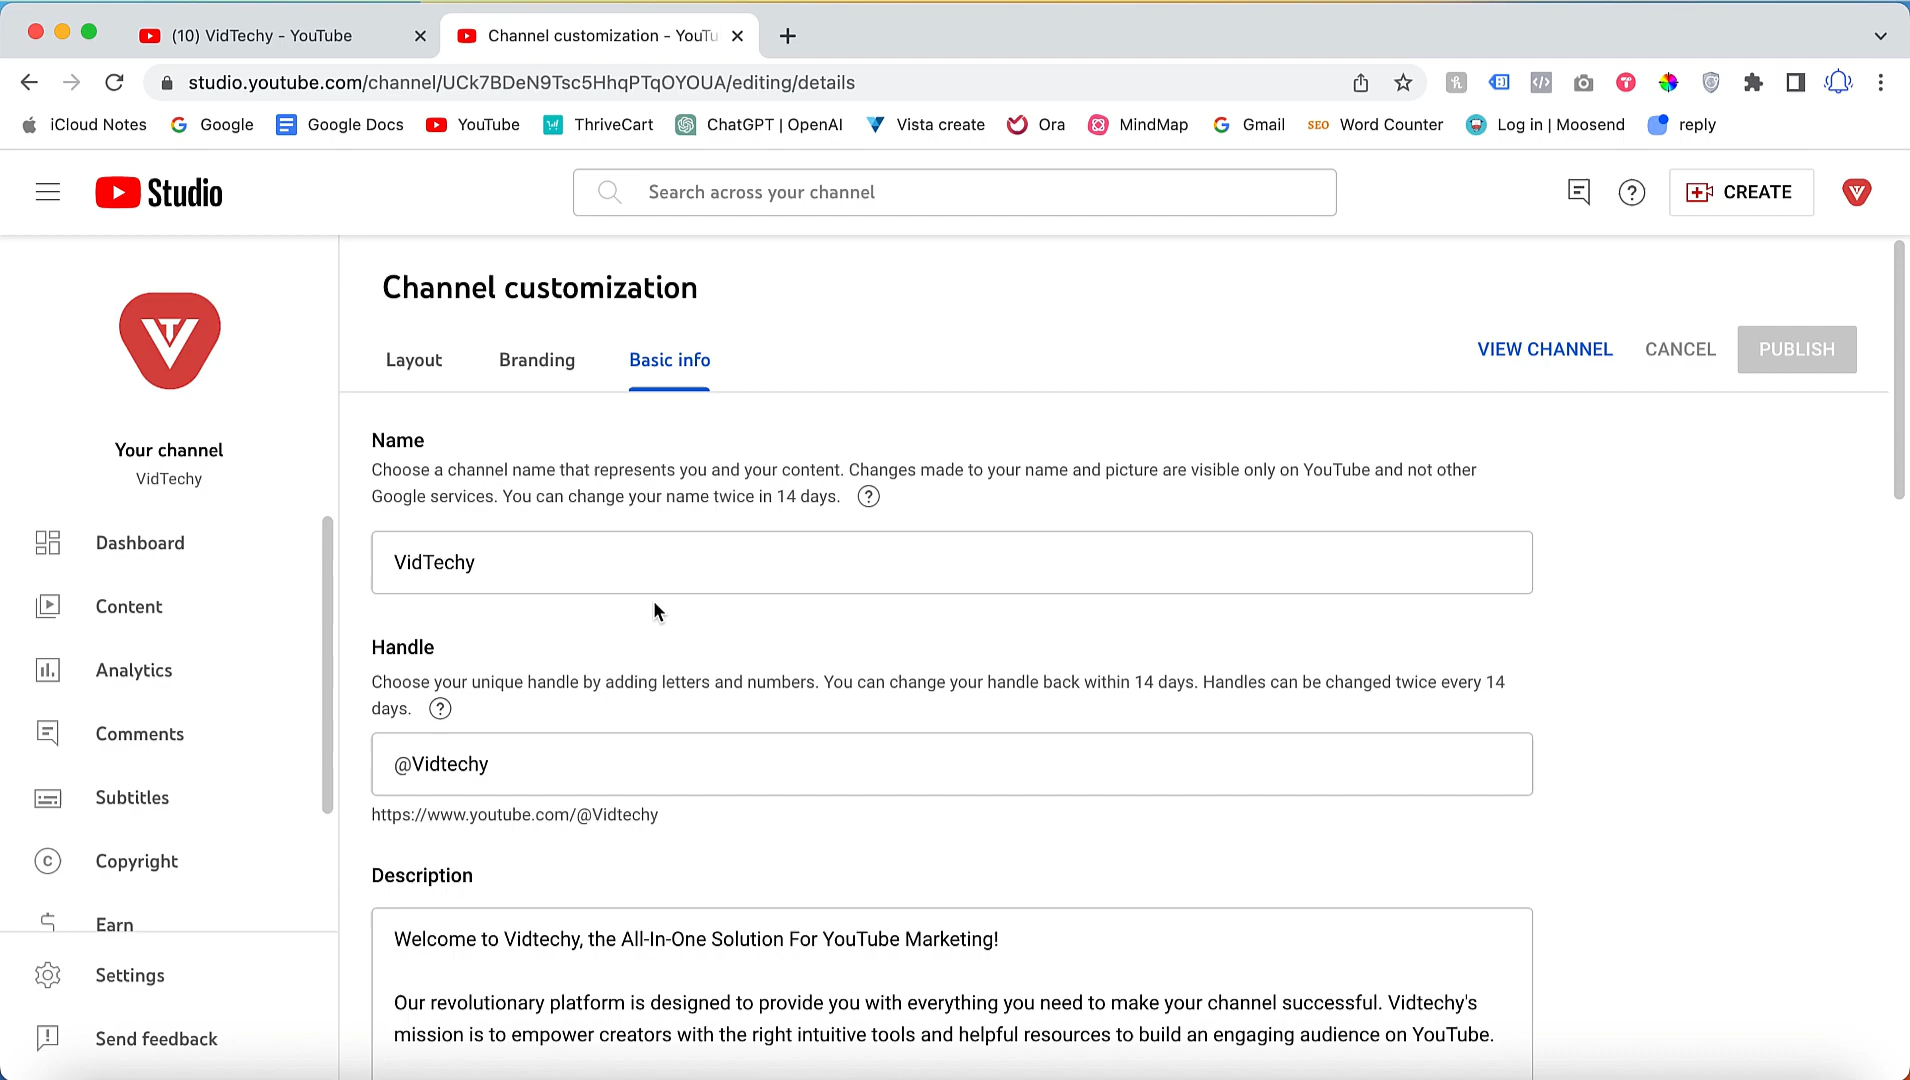 (10) VidTechy - YouTube
Channel customization - YouTu
studio.youtube.com/channel/UCk7BDeN9Tsc5HhqPTqOYOUA/editing/details
iCloud Notes
Google
Google Docs
YouTube
ThriveCart
ChatGPT | OpenAI
Vista create
Ora
MindMap
Gmail
SEO Word Counter
Log in | Moosend
reply
Studio
Search across your channel
CREATE
Channel customization
Layout
Branding
Basic info
VIEW CHANNEL
CANCEL
PUBLISH
Your channel
VidTechy
Dashboard
Content
Analytics
Comments
Subtitles
Copyright
Earn
Settings
Send feedback
Name
Choose a channel name that represents you and your content. Changes made to your name and picture are visible only on YouTube and not other
Google services. You can change your name twice in 14 days.
VidTechy
Handle
Choose your unique handle by adding letters and numbers. You can change your handle back within 14 days. Handles can be changed twice every 14
days.
@Vidtechy
https://www.youtube.com/@Vidtechy
Description
Welcome to Vidtechy, the All-In-One Solution For YouTube Marketing!
Our revolutionary platform is designed to provide you with everything you need to make your channel successful. Vidtechy's
mission is to empower creators with the right intuitive tools and helpful resources to build an engaging audience on YouTube.